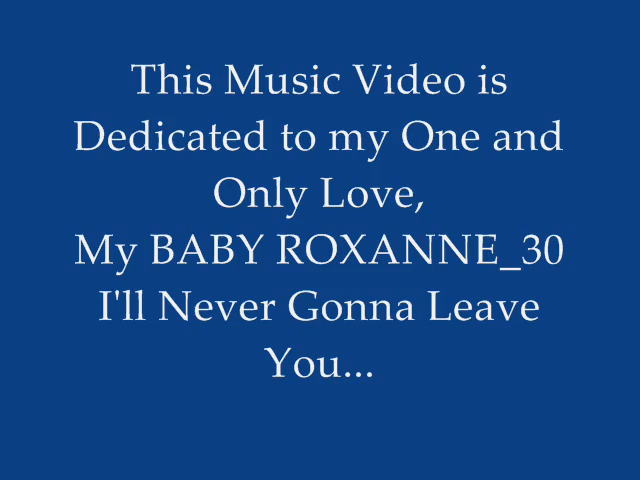 This Music Video is
Dedicated to my One and
Only Love,
My BABY ROXANNE_30
I'll Never Gonna Leave
You...